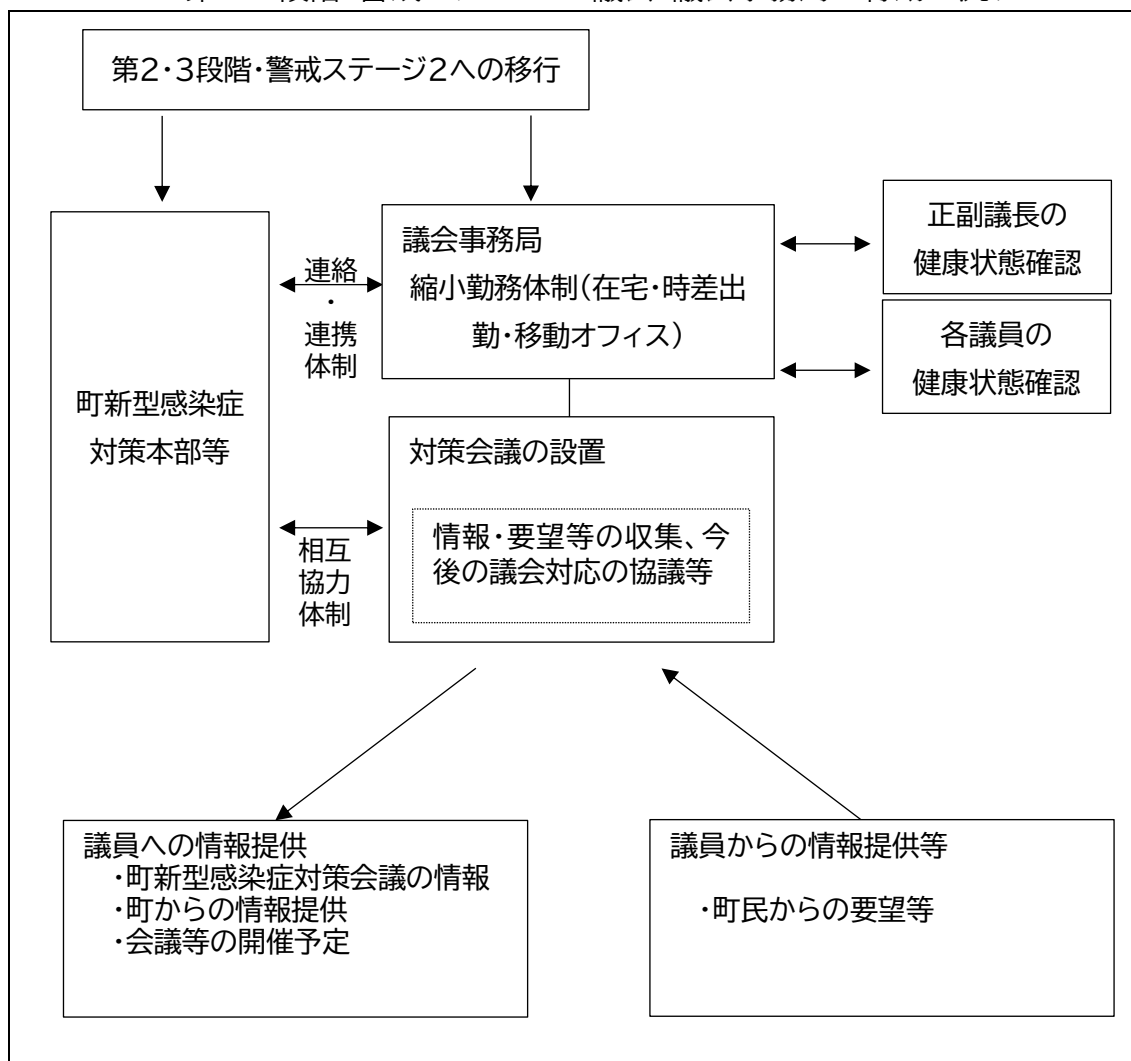 第2・3段階・警戒ステージ2への移行
議会事務局
縮小勤務体制(在宅・時差出
勤・移動オフィス)
正副議長の
健康状態確認
各議員の
健康状態確認
連絡
・
連携
体制
町新型感染症
対策本部等
対策会議の設置
情報・要望等の収集、今
後の議会対応の協議等
相互
協力
体制
議員への情報提供
・町新型感染症対策会議の情報
・町からの情報提供
・会議等の開催予定
議員からの情報提供等
・町民からの要望等